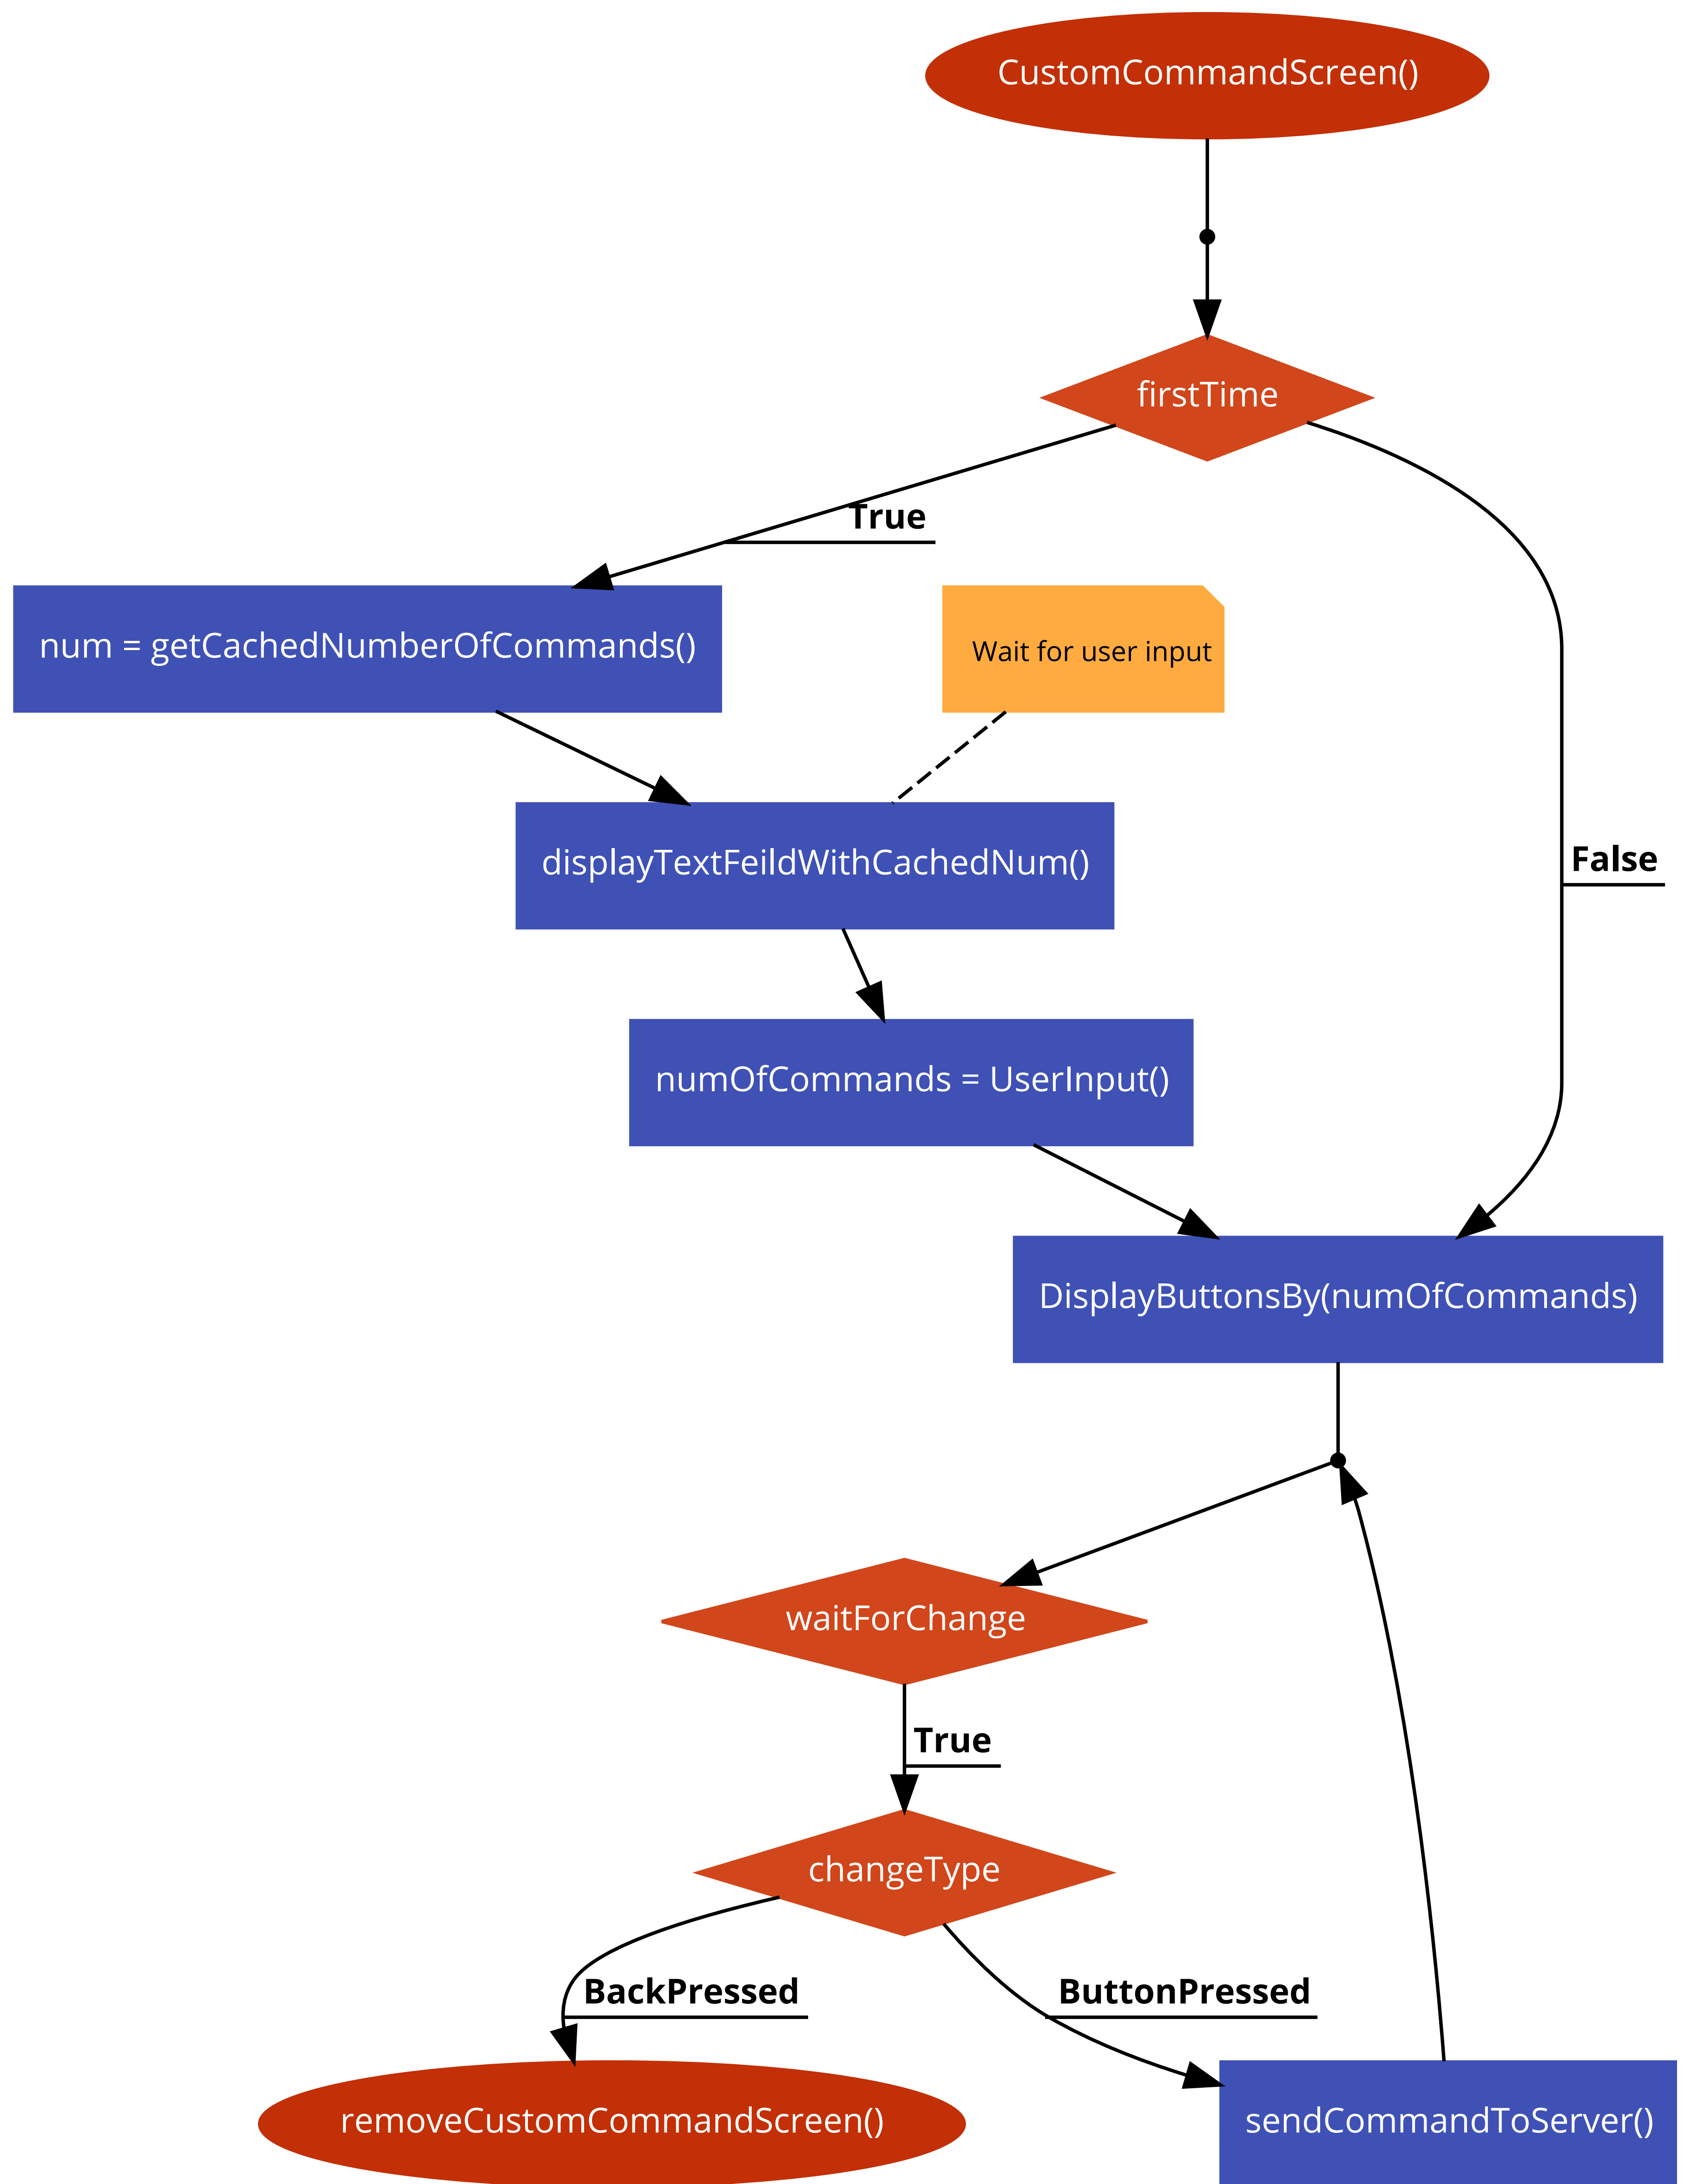 CustomCommandScreen()
firstTime
True
num = getCachedNumberOfCommands()
Wait for user input
displayTextFeildWithCachedNum()
False
numOfCommands = UserInput()
DisplayButtonsBy(numOfCommands)
waitForChange
True
changeType
BackPressed
ButtonPressed
removeCustomCommandScreen()
sendCommandToServer()